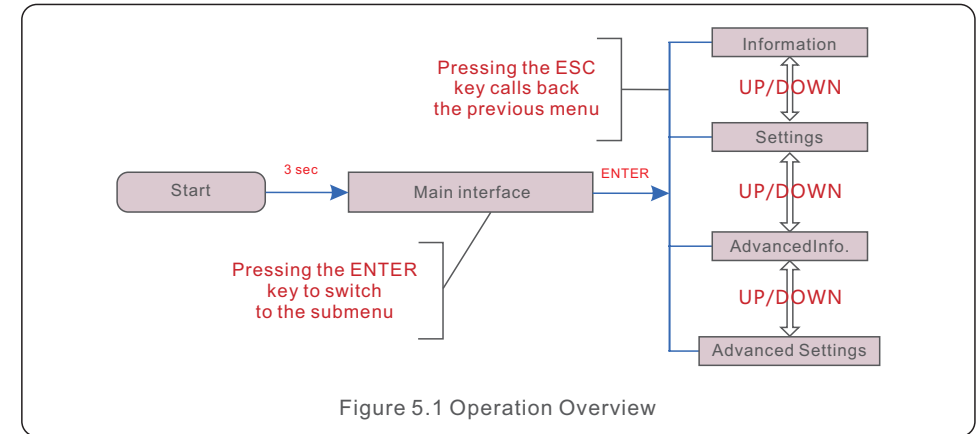 Information
Pressing the ESC
key calls back
the previous menu
UP/DOWN
Settings
3 sec
ENTER
Start
Main interface
UP/DOWN
AdvancedInfo.
Pressing the ENTER
key to switch
to the submenu
UP/DOWN
Advanced Settings
Figure 5.1 Operation Overview